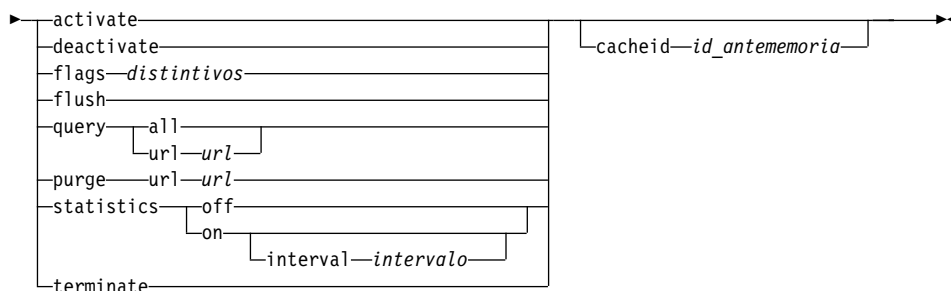 activate
deactivate cacheid id_antememoria
flags distintivos
flush
query all
url url
purge url url
statistics off
on
interval intervalo
terminate